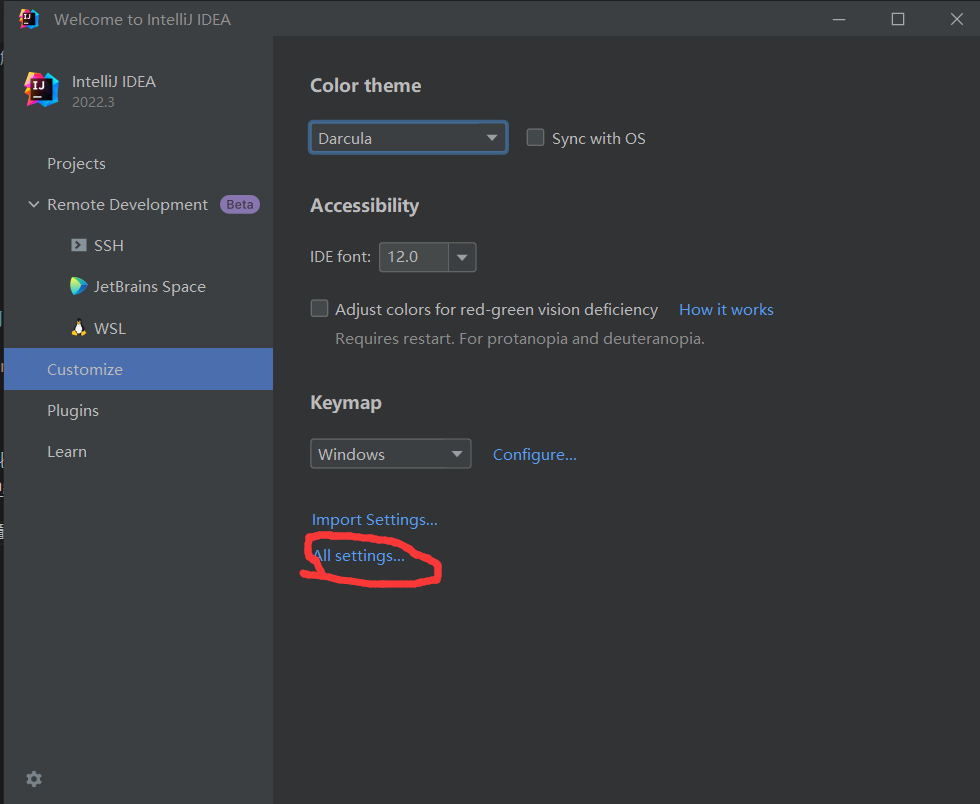 Welcome to IntelliJ IDEA
IntelliJ IDEA
2022.3
Projects
Remote Development Beta
SSH
JetBrains Space
WSL
Customize
Plugins
Learn
Color theme
Darcula Sync with OS
Accessibility
IDE font: 12.0
Adjust colors for red-green vision deficiency How it works
Requires restart. For protanopia and deuteranopia.
Keymap
Windows Configure...
Import Settings...
All settings...